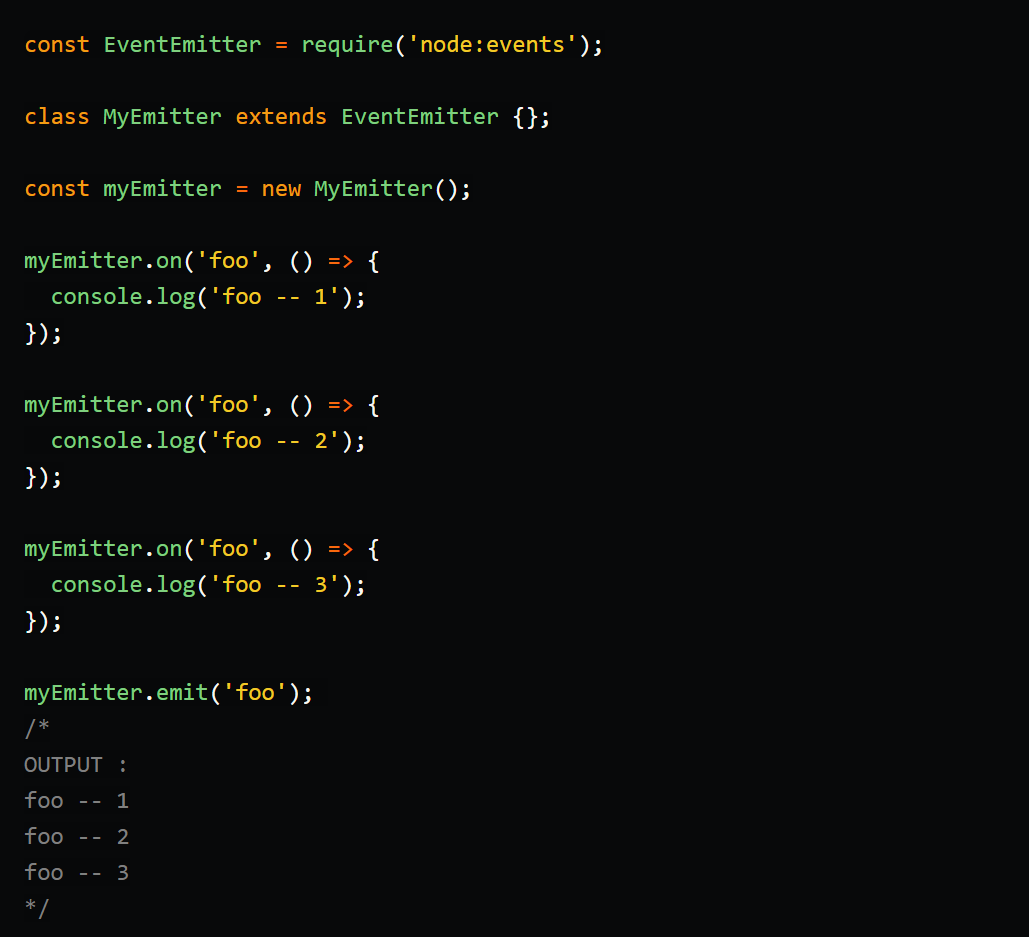 const EventEmitter = require('node:events');
class MyEmitter extends EventEmitter {};
const myEmitter = new MyEmitter();
myEmitter.on('foo', () => {
  console.log('foo -- 1');
});
myEmitter.on('foo', () => {
  console.log('foo -- 2');
});
myEmitter.on('foo', () => {
  console.log('foo -- 3');
});
myEmitter.emit('foo');
/*
OUTPUT :
foo -- 1
foo -- 2
foo -- 3
*/